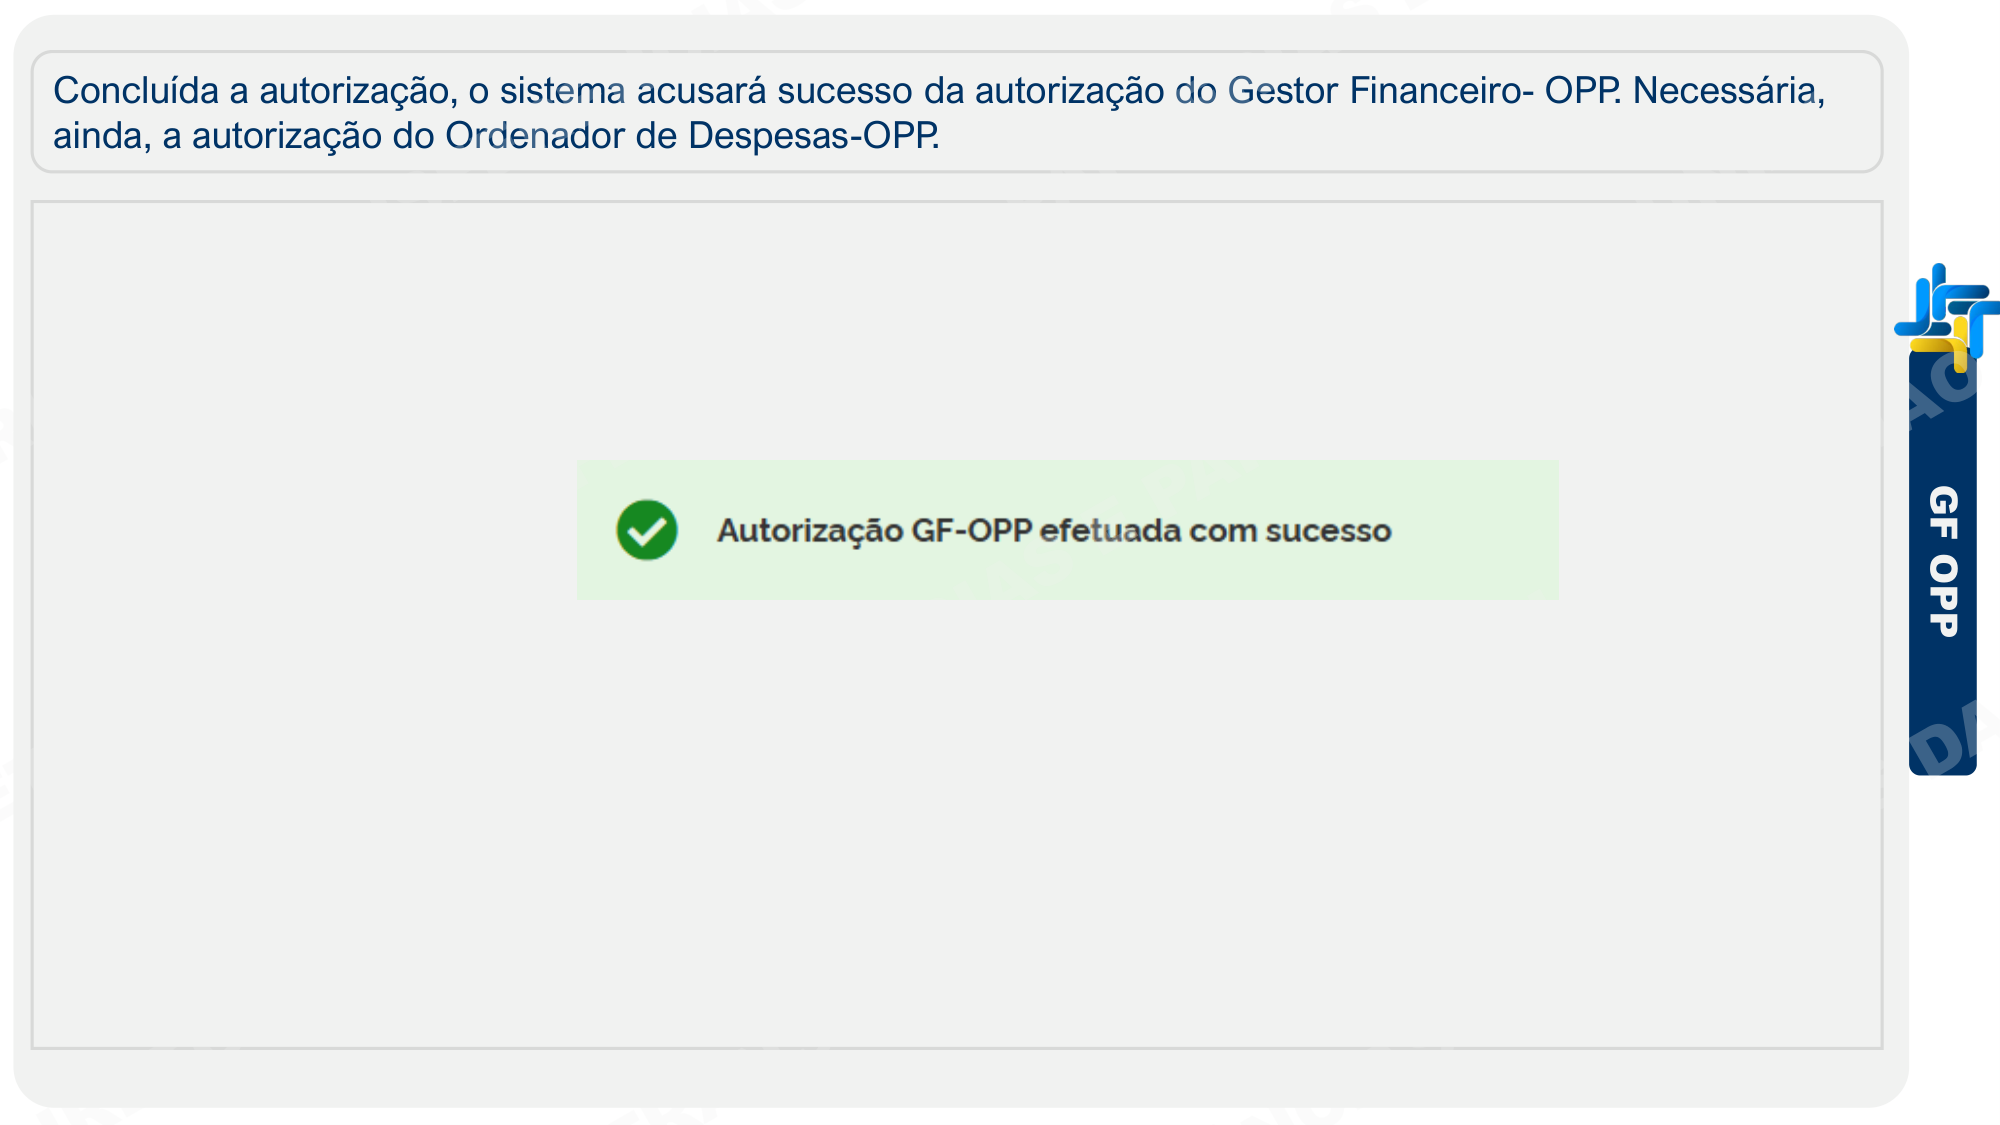 Concluída a autorização, o sistema acusará sucesso da autorização do Gestor Financeiro- OPP. Necessária,
ainda, a autorização do Ordenador de Despesas-OPP.
Autorização GF-OPP efetuada com sucesso
GF OPP